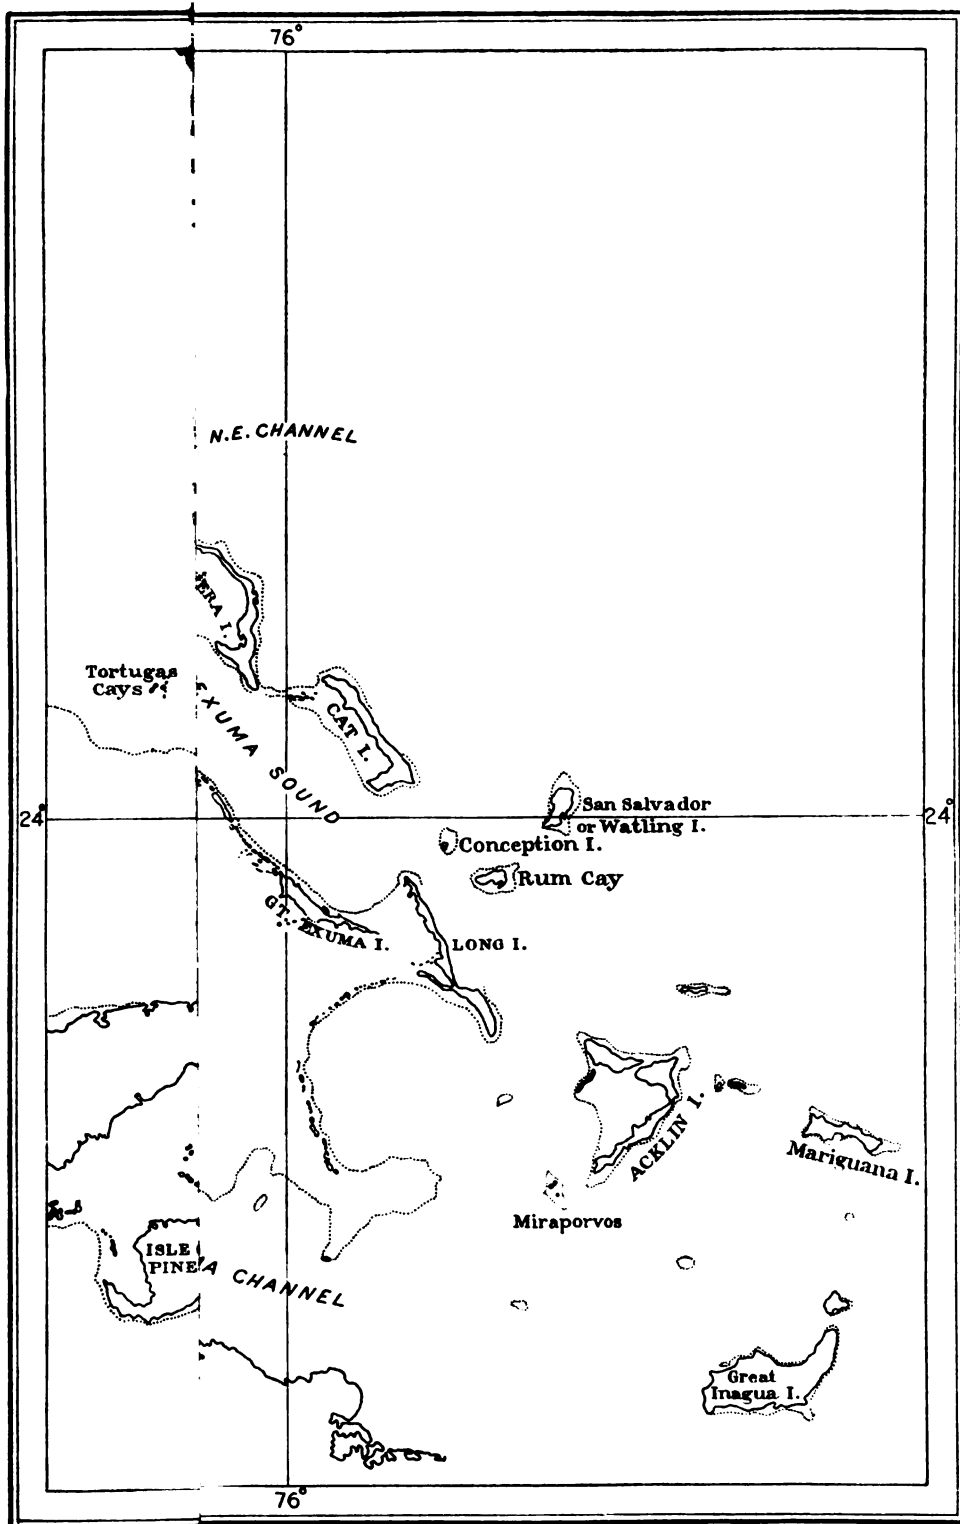 76°
N.E. CHANNEL
ERA I.
Tortugas
Cays
EXUMA SOUND
CAT I.
24°
24°
San Salvador
or Watling I.
Conception I.
Rum Cay
GT. EXUMA I.
LONG I.
ACKLIN I.
Mariguana I.
Miraporvos
ISLE
PINE
A CHANNEL
Great
Inagua I.
76°